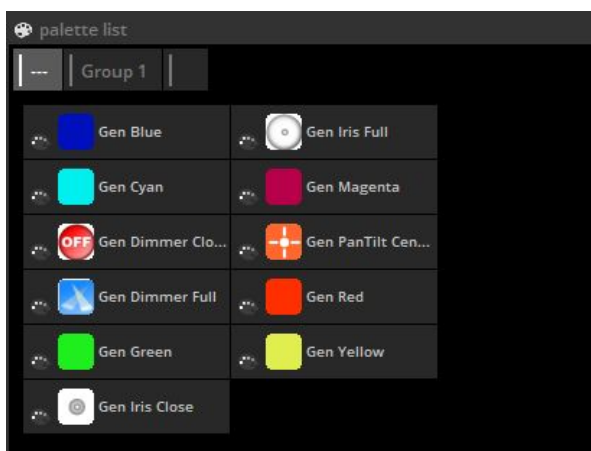 palette list
--- Group 1
Gen Blue
Gen Iris Full
Gen Cyan
Gen Magenta
OFF Gen Dimmer Clo...
Gen PanTilt Cen...
Gen Dimmer Full
Gen Red
Gen Green
Gen Yellow
Gen Iris Close